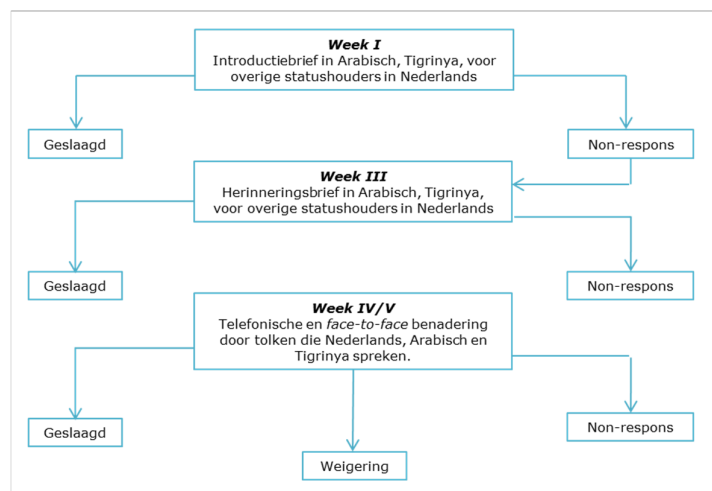 Week I
Introductiebrief in Arabisch, Tigrinya, voor
overige statushouders in Nederlands
Geslaagd
Non-respons
Week III
Herinneringsbrief in Arabisch, Tigrinya,
voor overige statushouders in Nederlands
Geslaagd
Non-respons
Week IV/V
Telefonische en face-to-face benadering
door tolken die Nederlands, Arabisch en
Tigrinya spreken.
Geslaagd
Non-respons
Weigering